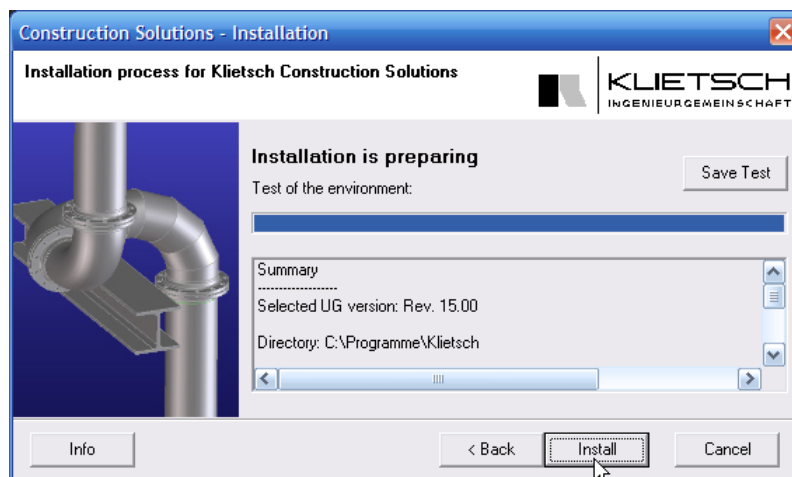 Construction Solutions - Installation
Installation process for Klietsch Construction Solutions
KLIETSCH
INGENIEURGEMEINSCHAFT
Installation is preparing
Save Test
Test of the environment:
Summary
-------------------
Selected UG version: Rev. 15.00
Directory: C:\Programme\Klietsch
Info
< Back
Install
Cancel